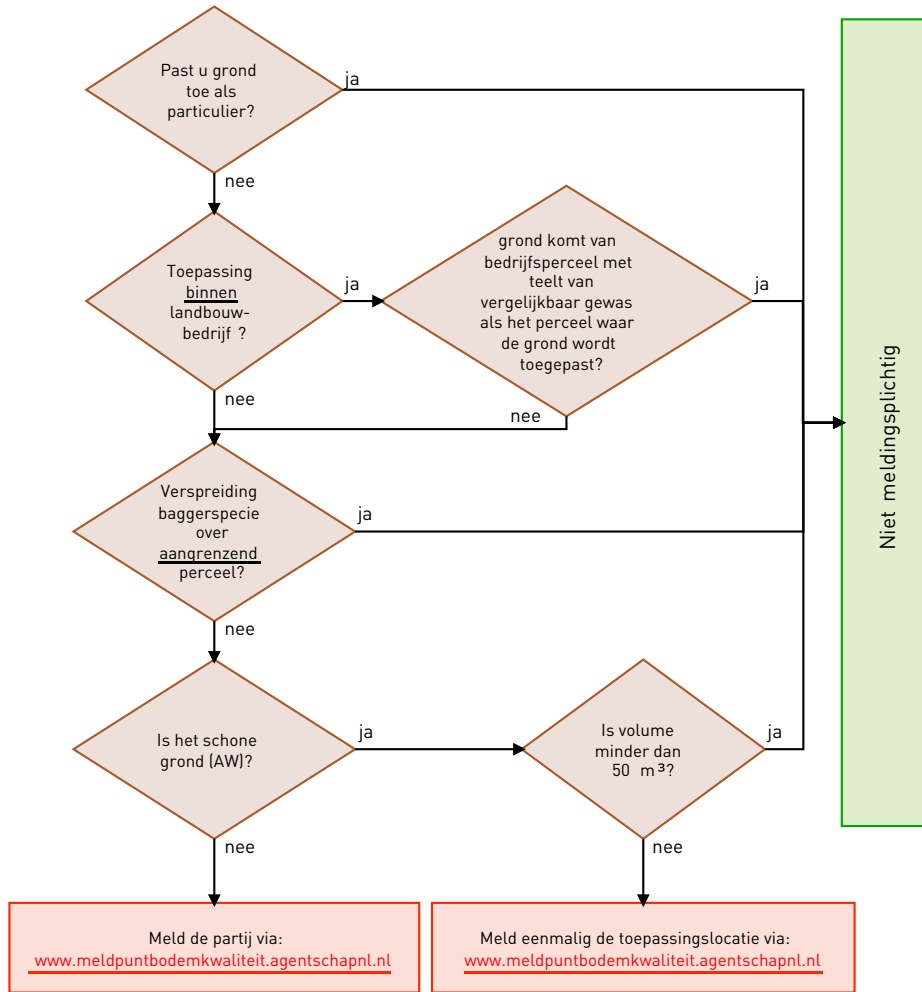 Past u grond
toe als
particulier?
ja
nee
Toepassing
binnen
landbouw-
bedrijf ?
ja
nee
grond komt van
bedrijfsperceel met
teelt van
vergelijkbaar gewas
als het perceel waar
de grond wordt
toegepast?
ja
nee
Verspreiding
baggerspecie
over
aangrenzend
perceel?
ja
nee
Is het schone
grond (AW)?
ja
nee
Is volume
minder dan
50 m³?
ja
nee
Niet meldingsplichtig
Meld de partij via:
www.meldpuntbodemkwaliteit.agentschapnl.nl
Meld eenmalig de toepassingslocatie via:
www.meldpuntbodemkwaliteit.agentschapnl.nl